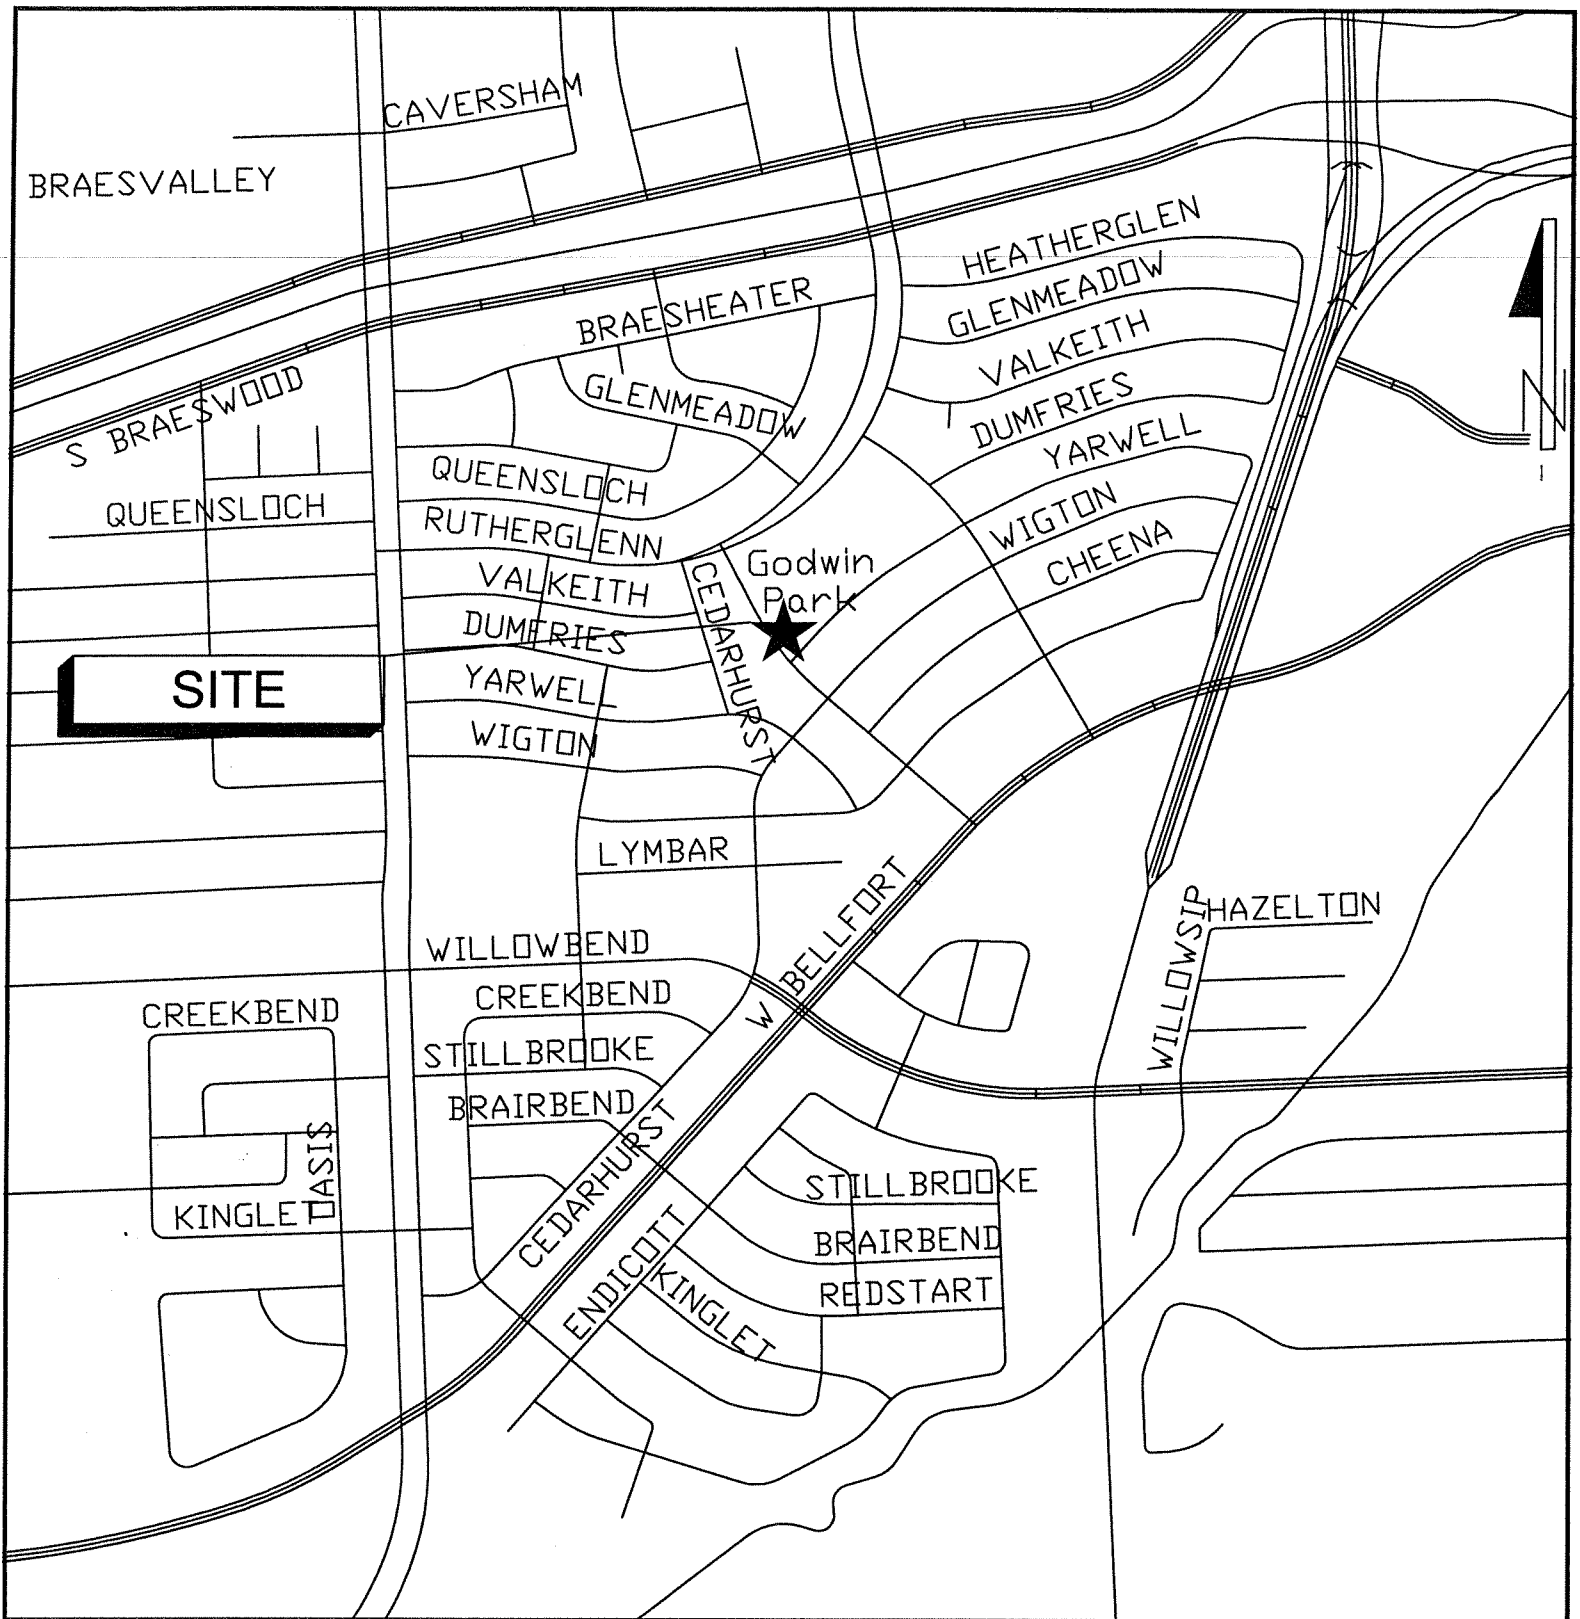 CAVERSHAM
BRAESVALLEY
HEATHERGLEN
GLENMEADOW
BRAESHEATER
VALKEITH
GLENMEADOW
DUMFRIES
S BRAESWOOD
YARWELL
QUEENSLOCH
QUEENSLOCH
WIGTON
RUTHERGLENN
CHEENA
Godwin
Park
VALKEITH
CEDARHURST
DUMFRIES
SITE
YARWELL
WIGTON
LYMBAR
HAZELTON
W BELLFORT
WILLOWBEND
WILLOWSIP
CREEKBEND
CREEKBEND
STILLBROOKE
BRAIRBEND
OASIS
CEDARHURST
STILLBROOKE
KINGLET
BRAIRBEND
ENDICOTT
REDSTART
KINGLET
N